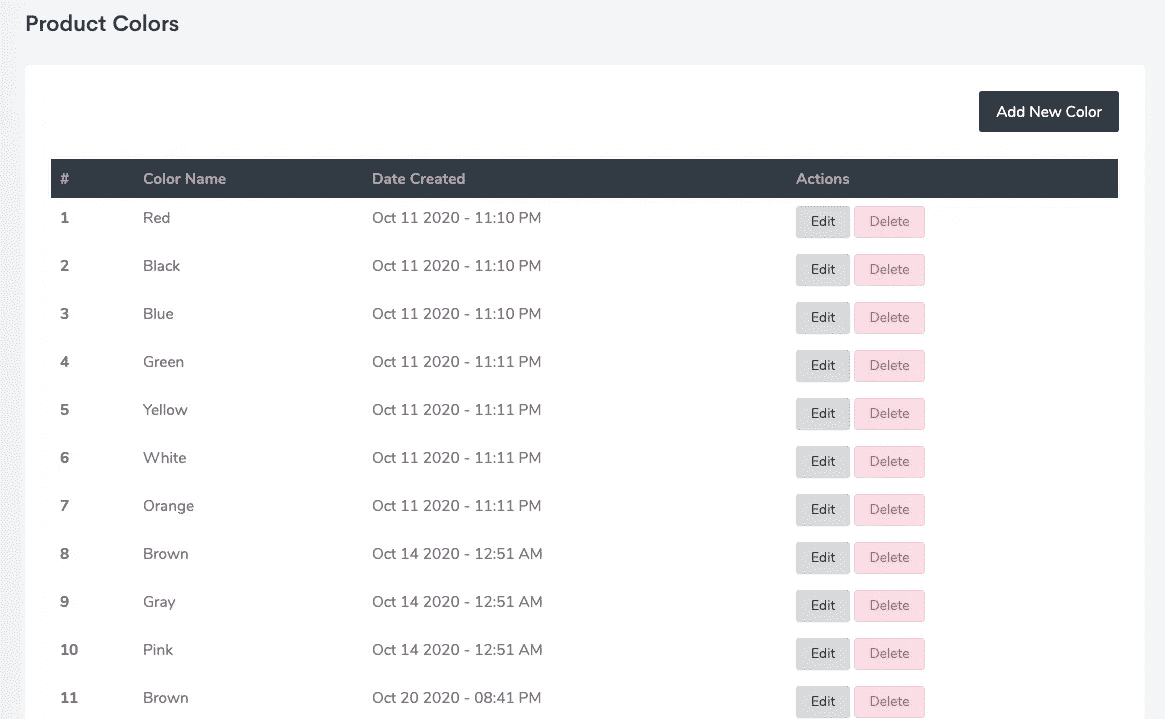 Product Colors
Add New Color
# Color Name Date Created Actions
1 Red Oct 11 2020 - 11:10 PM Edit Delete
2 Black Oct 11 2020 - 11:10 PM Edit Delete
3 Blue Oct 11 2020 - 11:10 PM Edit Delete
4 Green Oct 11 2020 - 11:11 PM Edit Delete
5 Yellow Oct 11 2020 - 11:11 PM Edit Delete
6 White Oct 11 2020 - 11:11 PM Edit Delete
7 Orange Oct 11 2020 - 11:11 PM Edit Delete
8 Brown Oct 14 2020 - 12:51 AM Edit Delete
9 Gray Oct 14 2020 - 12:51 AM Edit Delete
10 Pink Oct 14 2020 - 12:51 AM Edit Delete
11 Brown Oct 20 2020 - 08:41 PM Edit Delete